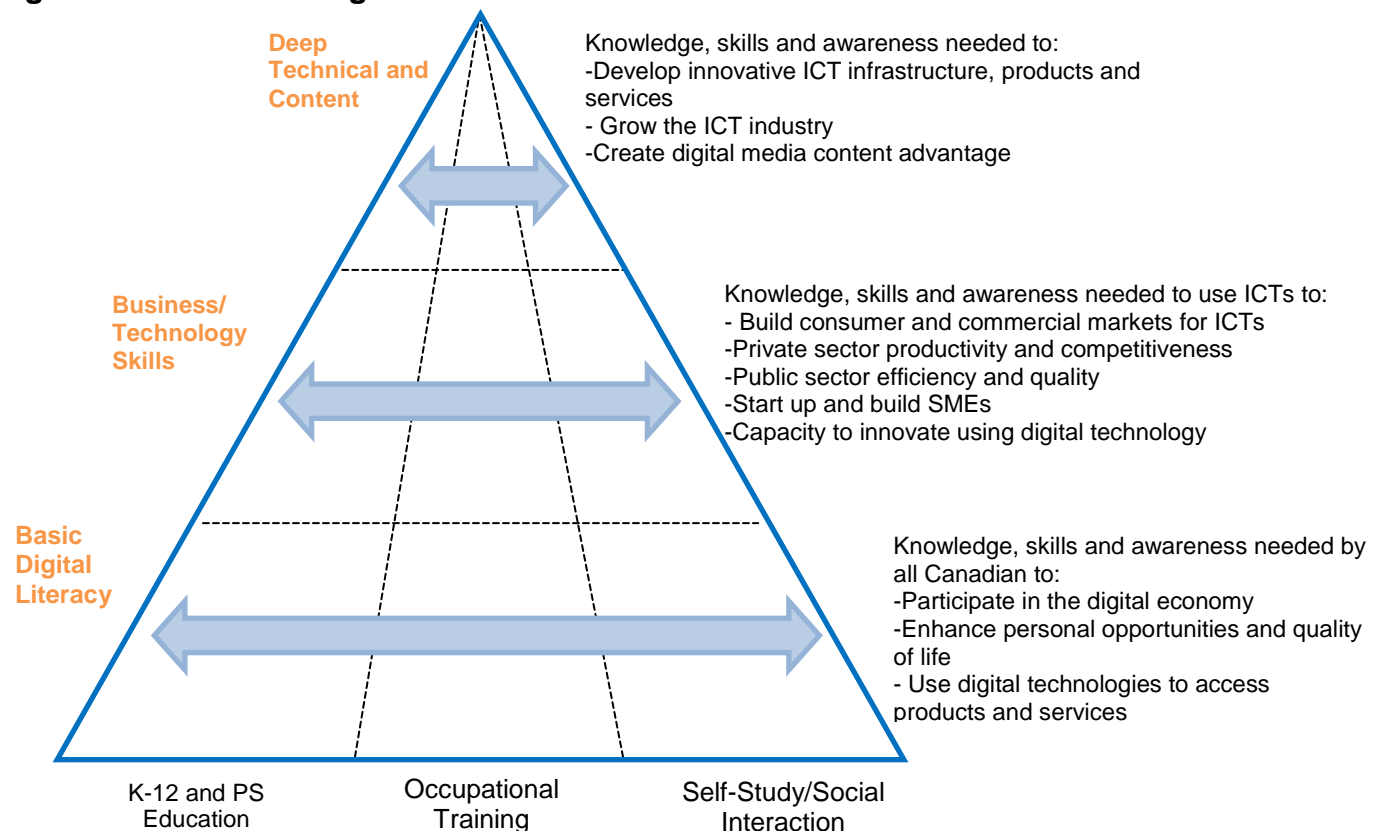 Deep
Technical and
Content
Knowledge, skills and awareness needed to:
-Develop innovative ICT infrastructure, products and
services
- Grow the ICT industry
-Create digital media content advantage
Business/
Technology
Skills
Knowledge, skills and awareness needed to use ICTs to:
- Build consumer and commercial markets for ICTs
-Private sector productivity and competitiveness
-Public sector efficiency and quality
-Start up and build SMEs
-Capacity to innovate using digital technology
Basic
Digital
Literacy
Knowledge, skills and awareness needed by
all Canadian to:
-Participate in the digital economy
-Enhance personal opportunities and quality
of life
- Use digital technologies to access
products and services
K-12 and PS
Education
Occupational
Training
Self-Study/Social
Interaction